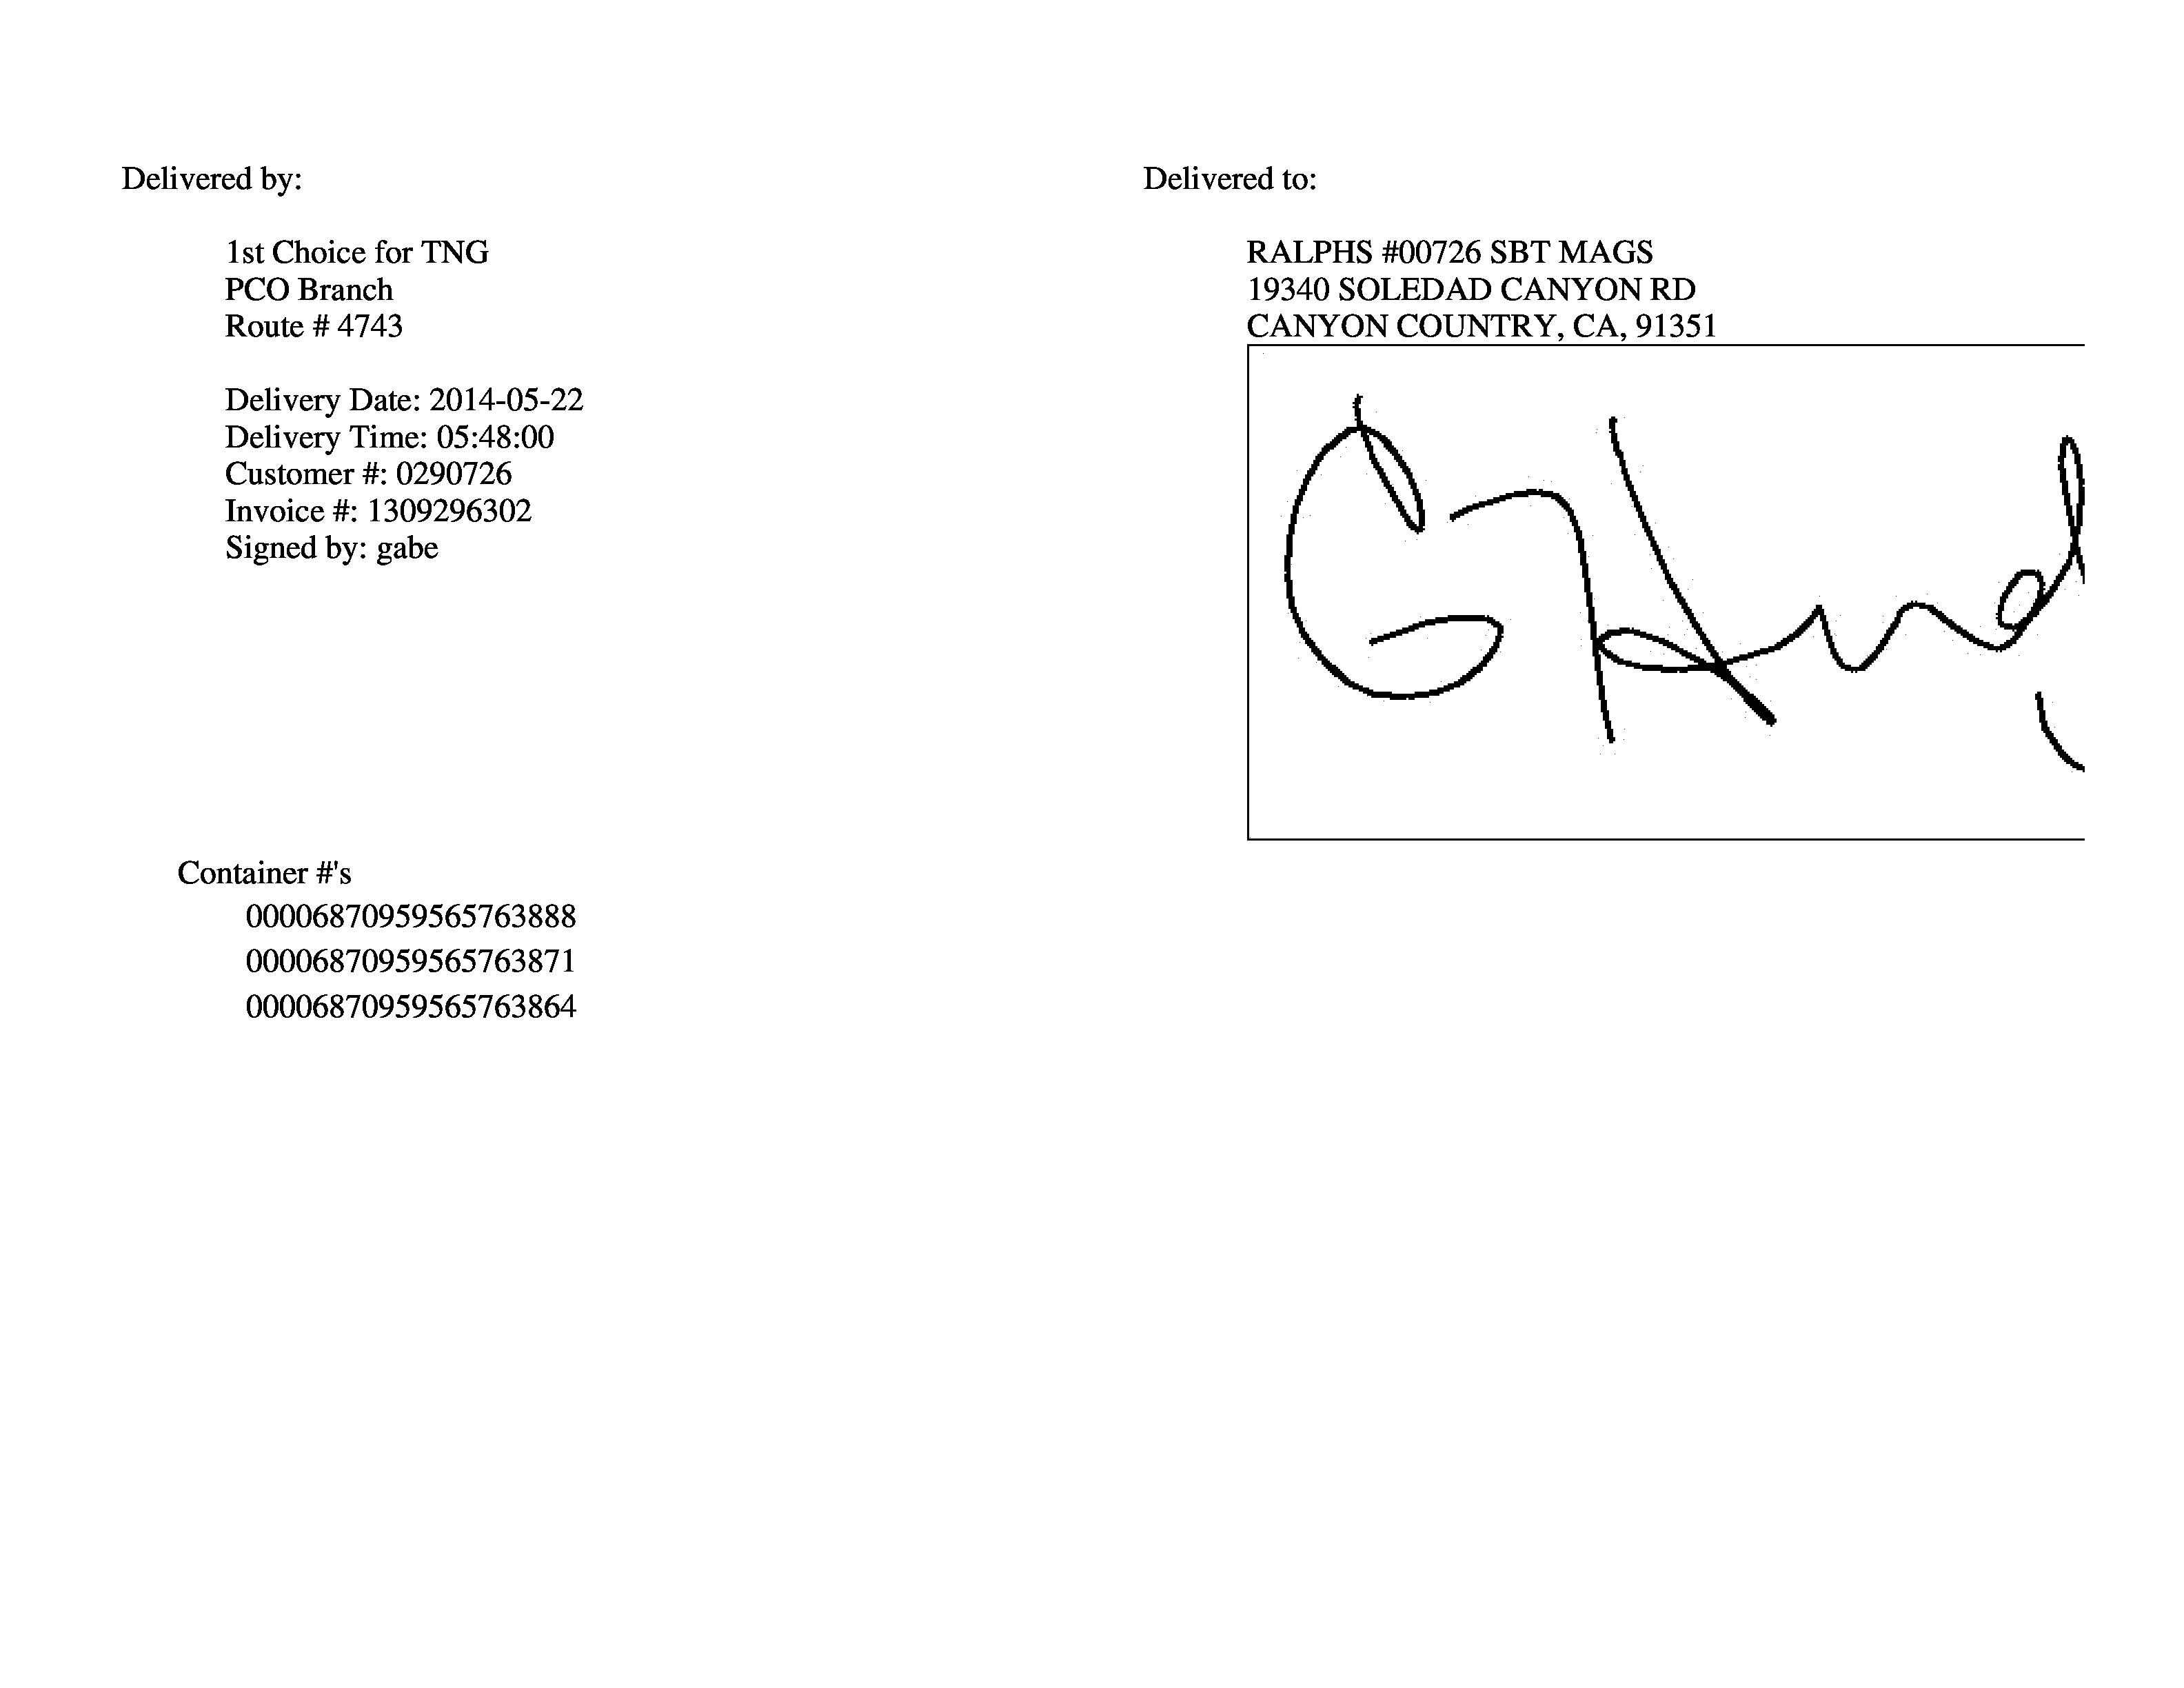 Delivered by:
1st Choice for TNG
PCO Branch
Route # 4743
Delivery Date: 2014-05-22
Delivery Time: 05:48:00
Customer #: 0290726
Invoice #: 1309296302
Signed by: gabe
Delivered to:
RALPHS #00726 SBT MAGS
19340 SOLEDAD CANYON RD
CANYON COUNTRY, CA, 91351
Container #'s
00006870959565763888
00006870959565763871
00006870959565763864